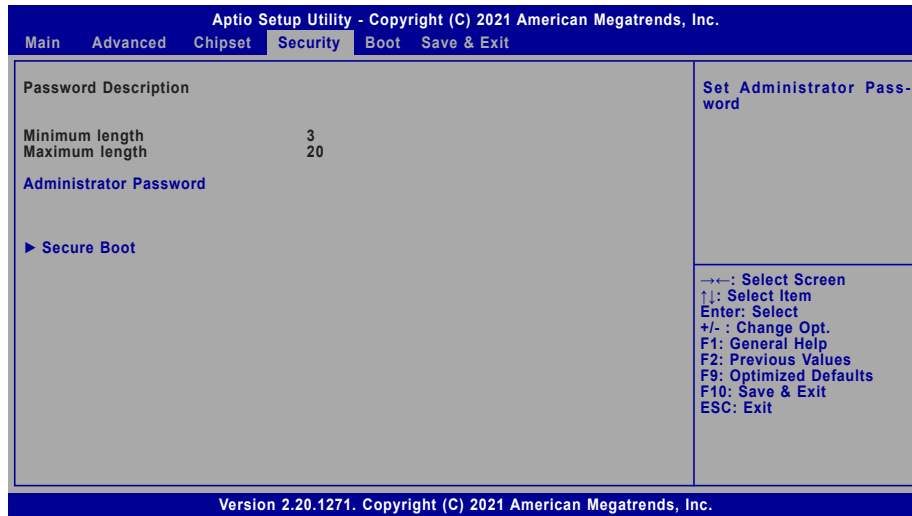 Aptio Setup Utility - Copyright (C) 2021 American Megatrends, Inc.
Main Advanced Chipset Security Boot Save & Exit
Password Description
Minimum length 3
Maximum length 20
Administrator Password
► Secure Boot
Set Administrator Pass-
word
→←: Select Screen
↑↓: Select Item
Enter: Select
+/- : Change Opt.
F1: General Help
F2: Previous Values
F9: Optimized Defaults
F10: Save & Exit
ESC: Exit
Version 2.20.1271. Copyright (C) 2021 American Megatrends, Inc.